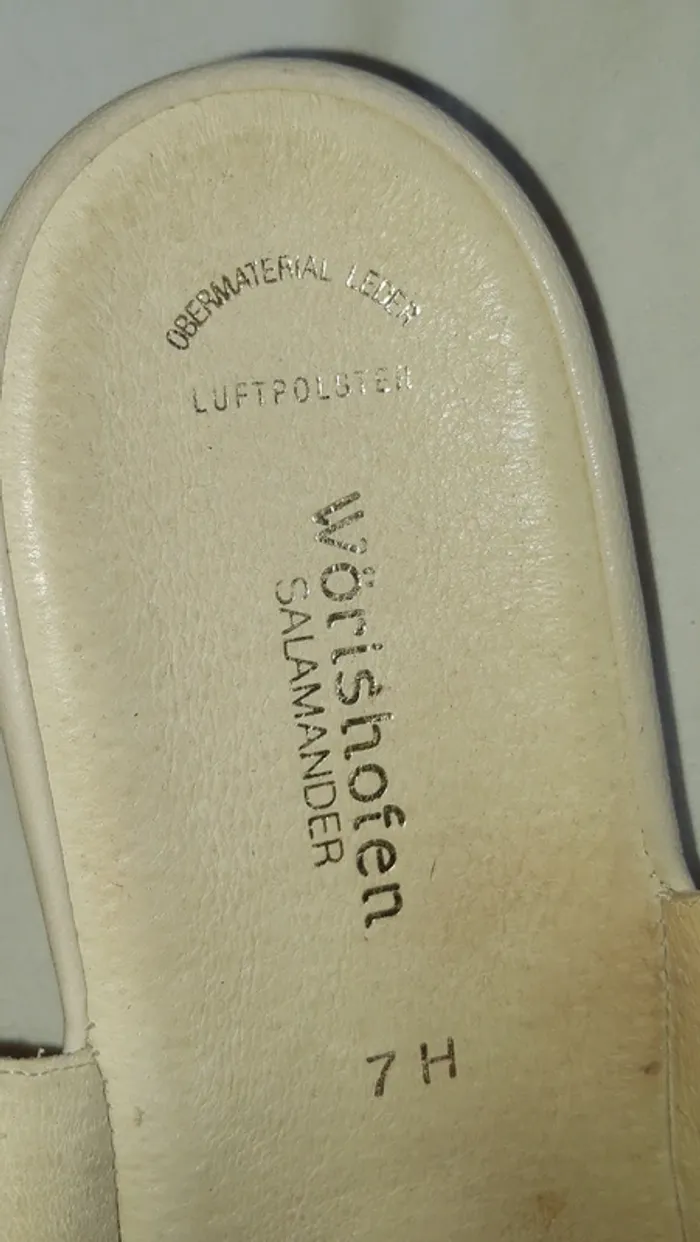 OBERMATERIAL LEDER
LUFTPOLSTER
Wörishofen
SALAMANDER
7 H